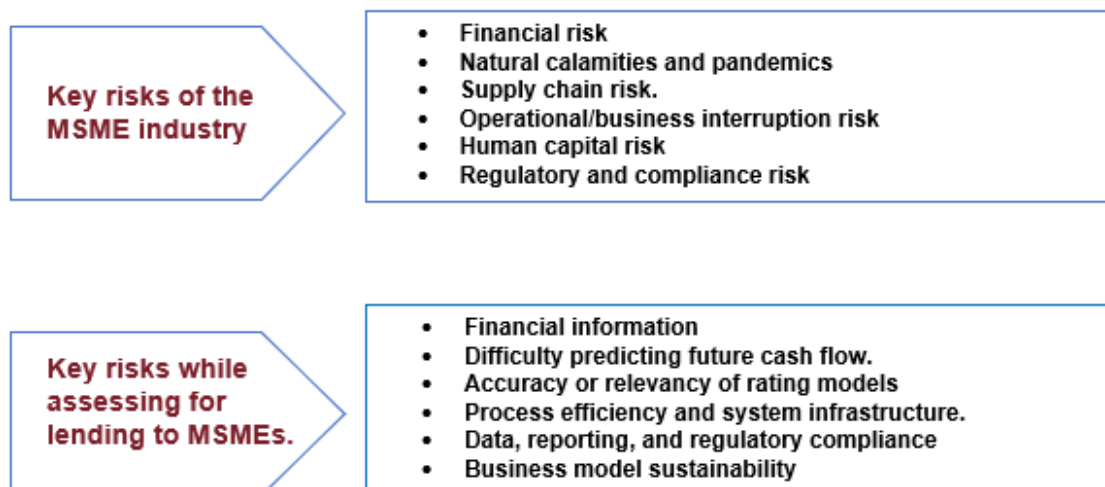 Key risks of the
MSME industry
• Financial risk
• Natural calamities and pandemics
• Supply chain risk.
• Operational/business interruption risk
• Human capital risk
• Regulatory and compliance risk
Key risks while
assessing for
lending to MSMEs.
• Financial information
• Difficulty predicting future cash flow.
• Accuracy or relevancy of rating models
• Process efficiency and system infrastructure.
• Data, reporting, and regulatory compliance
• Business model sustainability